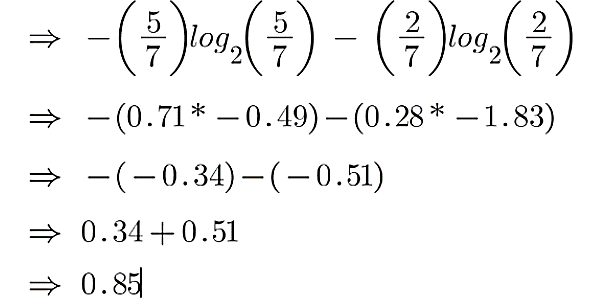 ⇒ −(5/7)log₂(5/7) − (2/7)log₂(2/7)
⇒ −(0.71* −0.49)−(0.28* −1.83)
⇒ −(−0.34)−(−0.51)
⇒ 0.34+0.51
⇒ 0.85